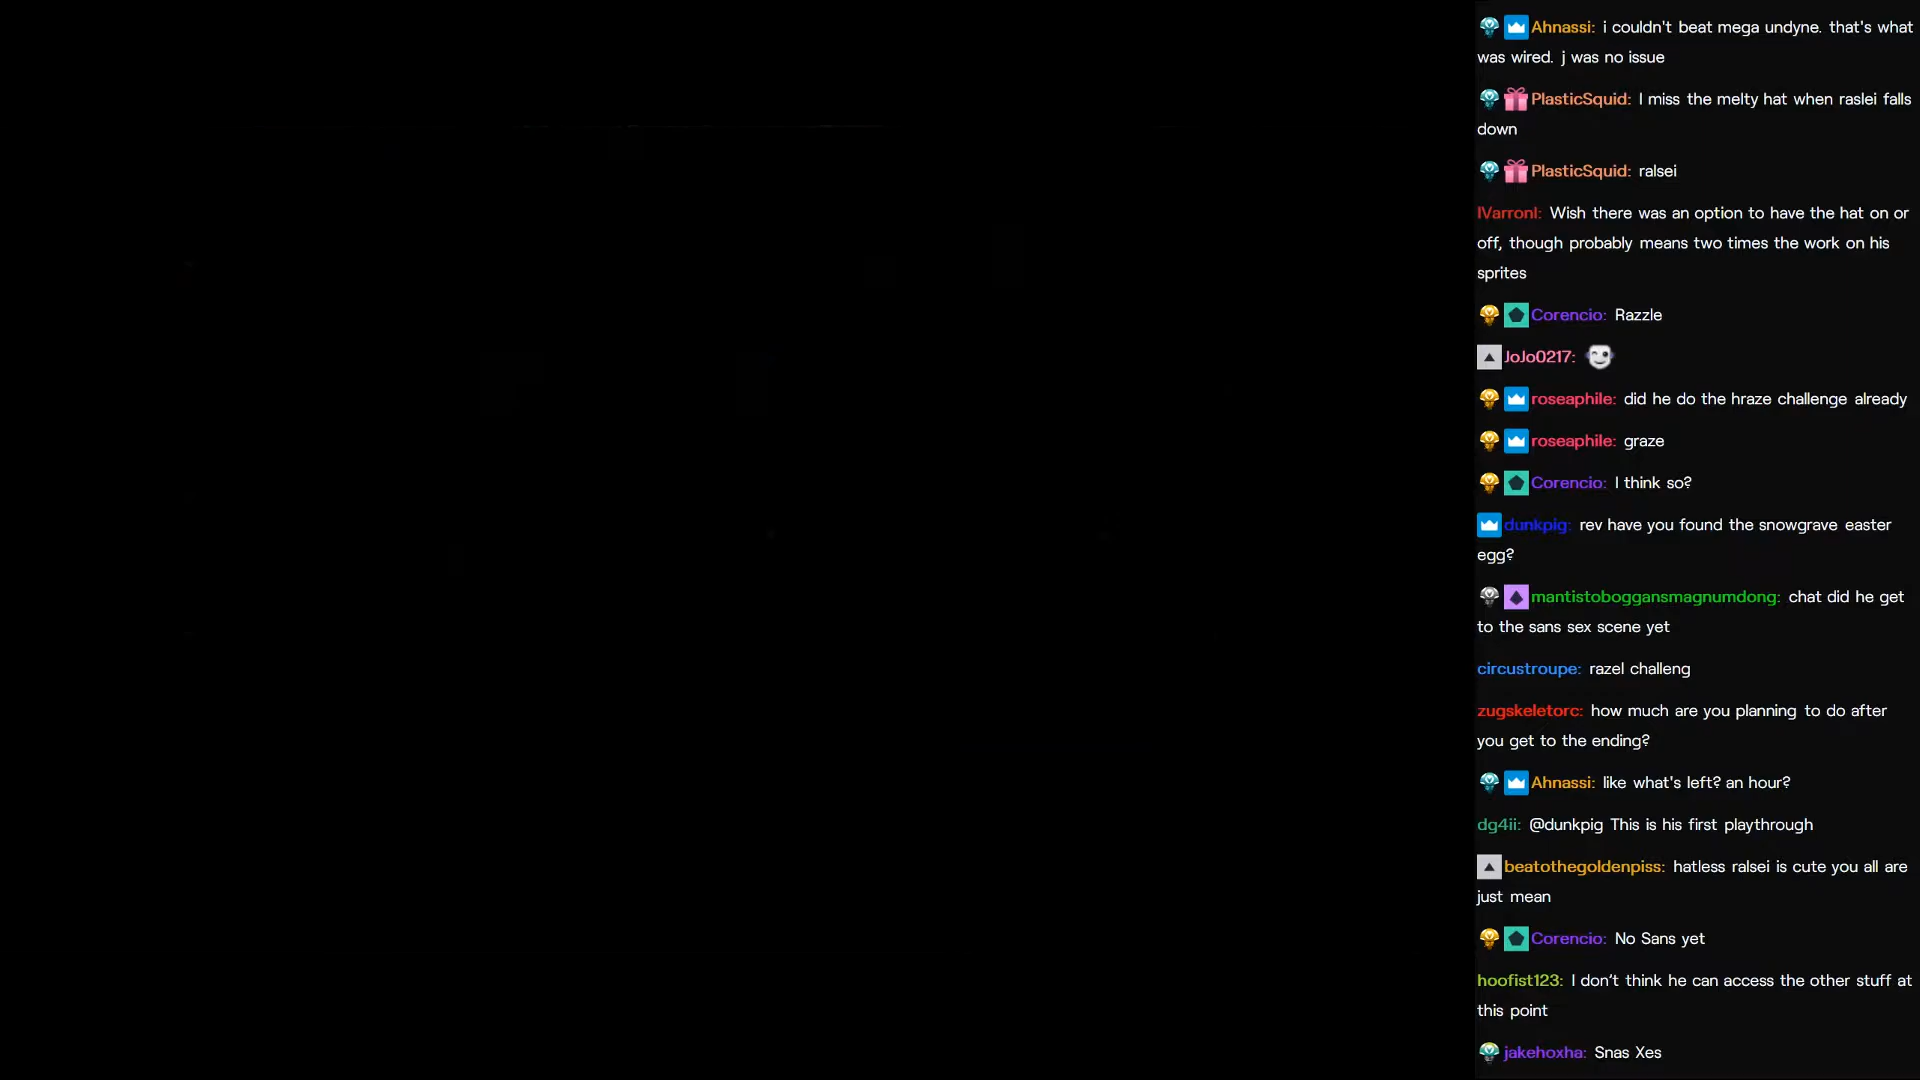 Ahnassi: i couldn't beat mega undyne. that's what
was wired. j was no issue
PlasticSquid: I miss the melty hat when raslei falls
down
PlasticSquid: ralsei
IVarronI: Wish there was an option to have the hat on or
off, though probably means two times the work on his
sprites
Corencio: Razzle
JoJo0217:
roseaphile: did he do the hraze challenge already
roseaphile: graze
Corencio: I think so?
dunkpig: rev have you found the snowgrave easter
egg?
mantistoboggansmagnumdong: chat did he get
to the sans sex scene yet
circustroupe: razel challeng
zugskeletorc: how much are you planning to do after
you get to the ending?
Ahnassi: like what's left? an hour?
dg4ii: @dunkpig This is his first playthrough
beatothegoldenpiss: hatless ralsei is cute you all are
just mean
Corencio: No Sans yet
hoofist123: I don't think he can access the other stuff at
this point
jakehoxha: Snas Xes